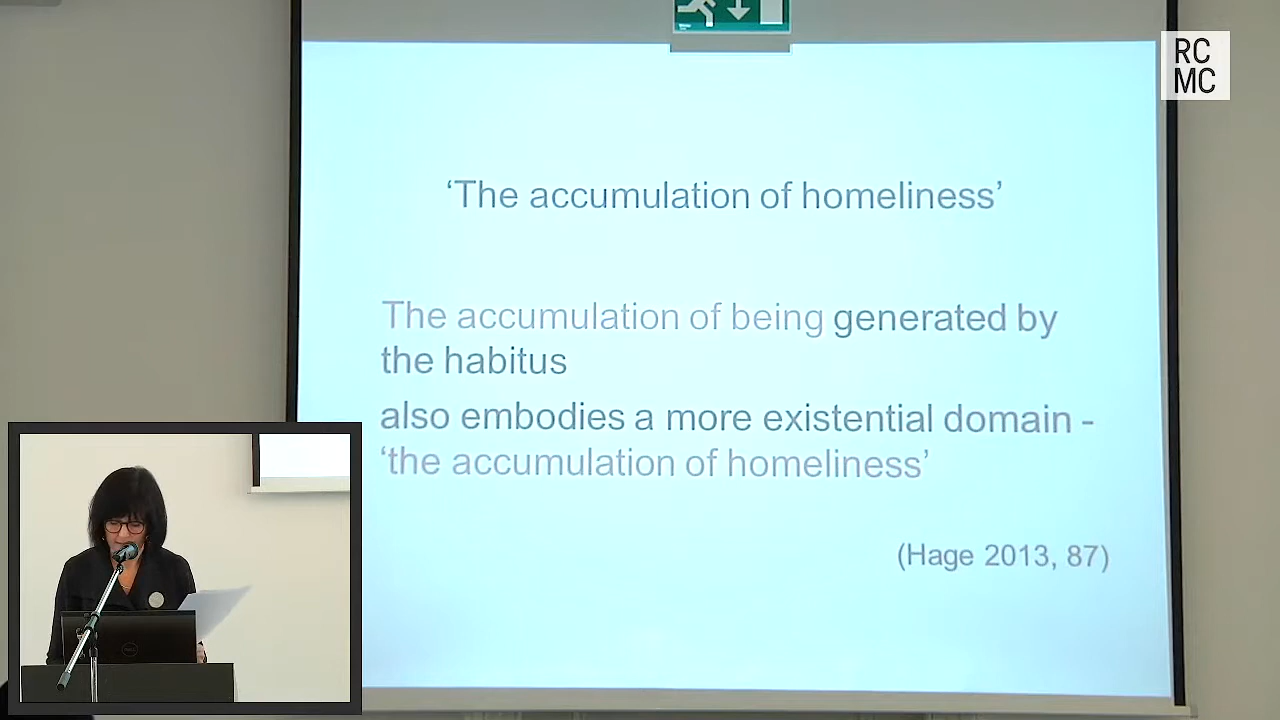 RC
MC
‘The accumulation of homeliness’
The accumulation of being generated by
the habitus
also embodies a more existential domain -
‘the accumulation of homeliness’
(Hage 2013, 87)